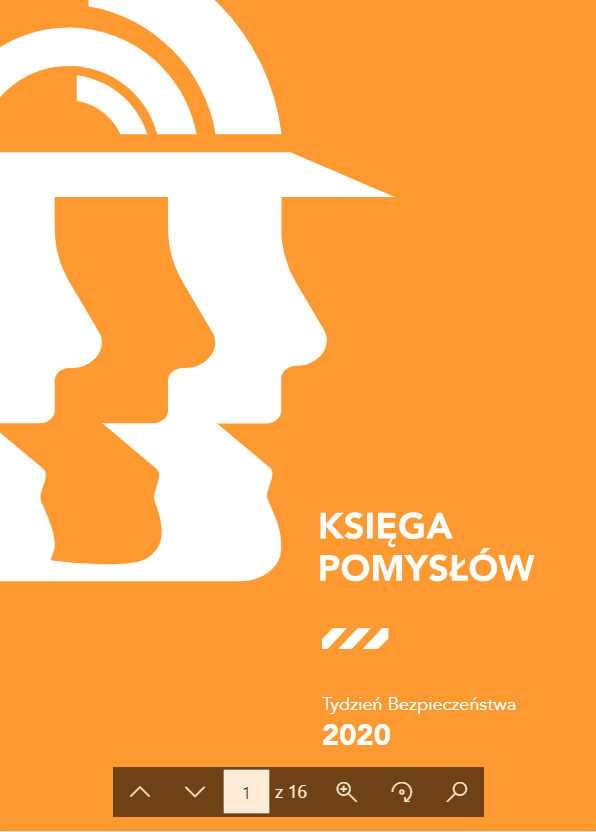 KSIĘGA
POMYSŁÓW
Tydzień Bezpieczeństwa
2020
1 z 16